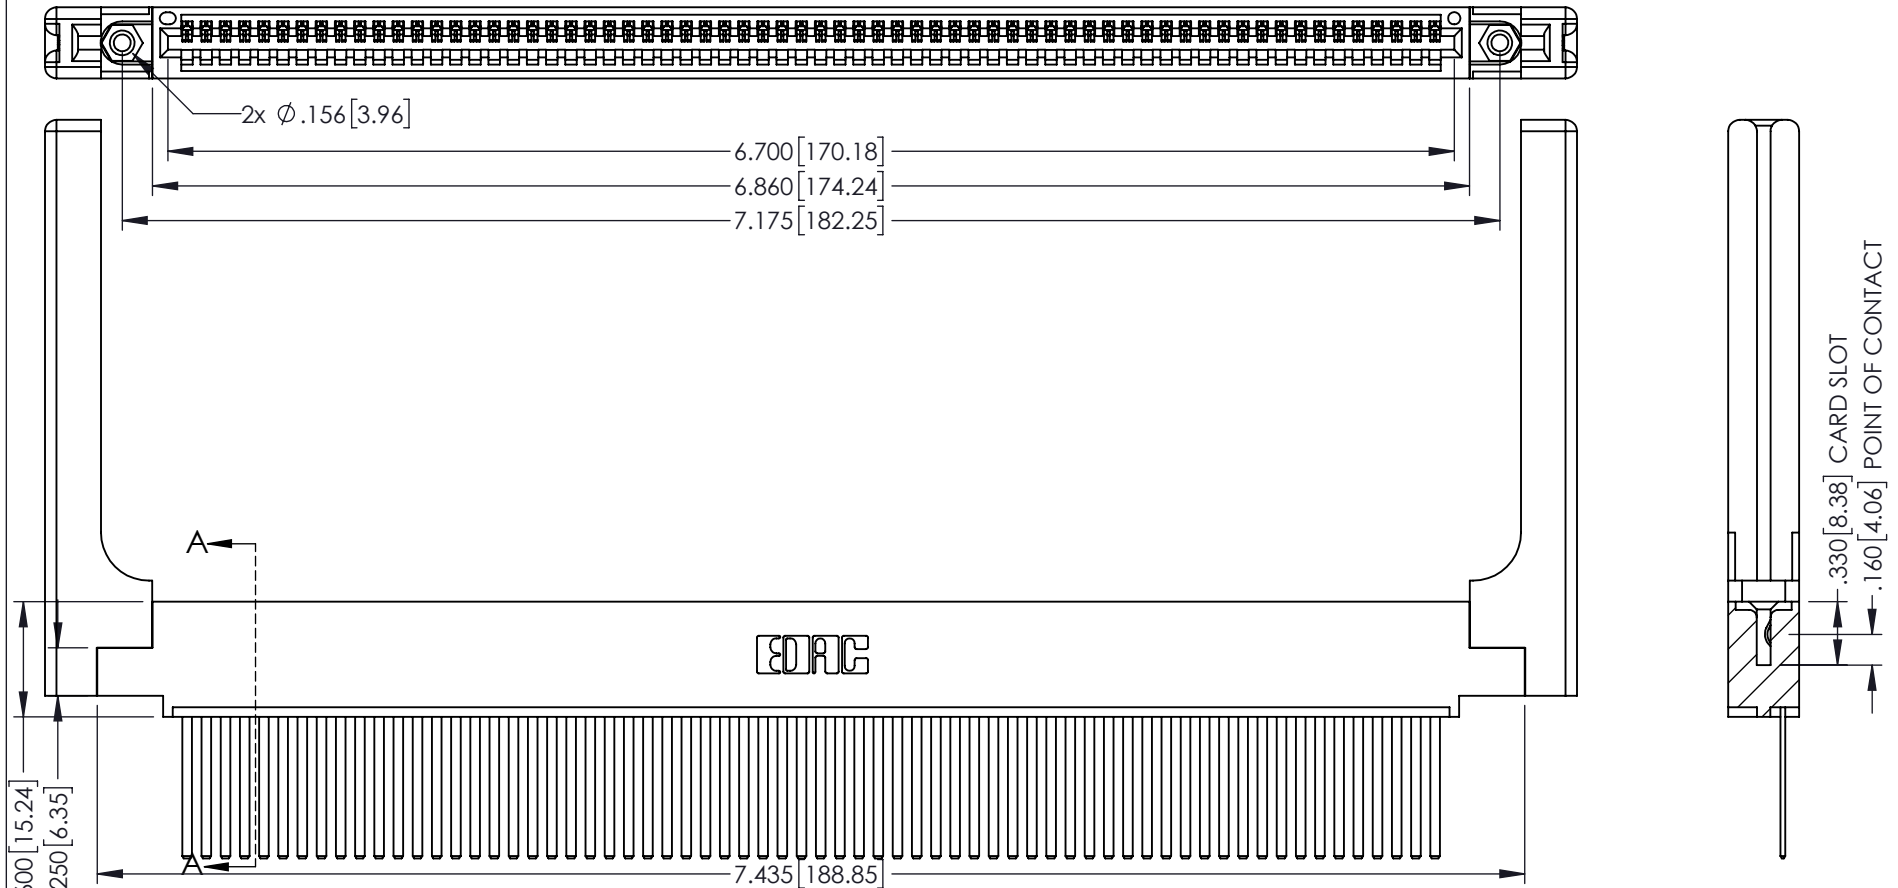 2x Ø.156[3.96]
6.700[170.18]
6.860[174.24]
7.175[182.25]
.330[8.38] CARD SLOT
.160[4.06] POINT OF CONTACT
A
EDAC
600[15.24]
250[6.35]
A
7.435[188.85]